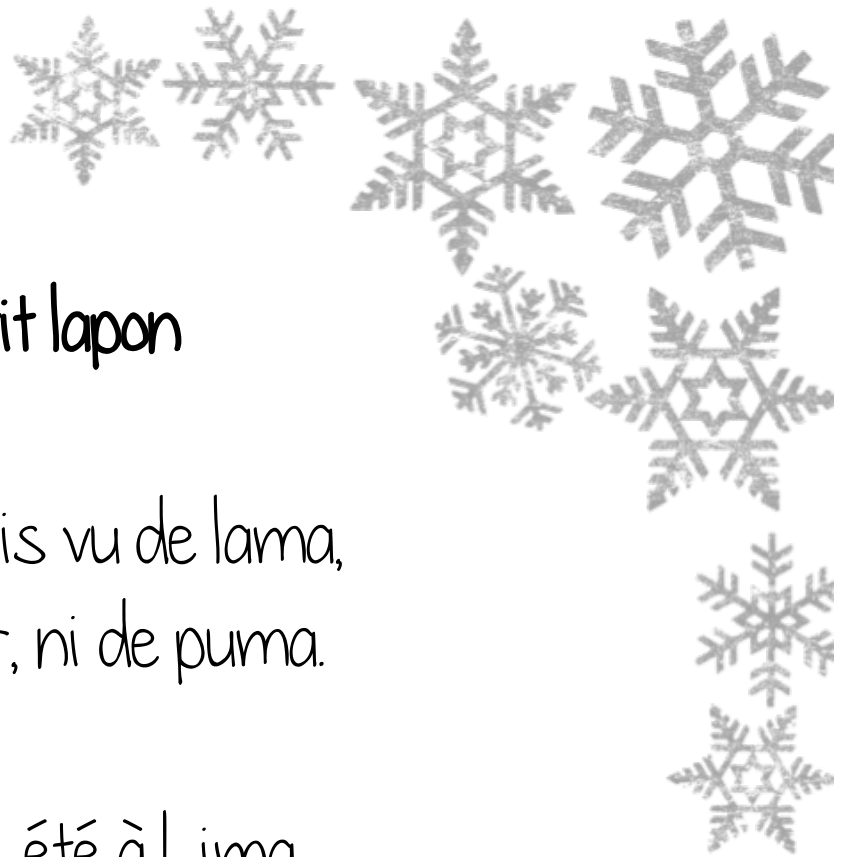 it lapon
is vu de lama,
, ni de puma.
été à Lima